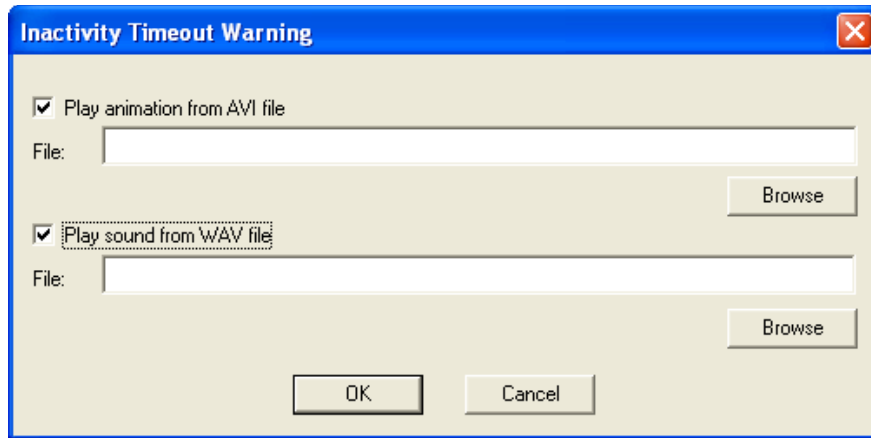 Inactivity Timeout Warning
Play animation from AVI file
File:
Browse
Play sound from WAV file
File:
Browse
OK Cancel